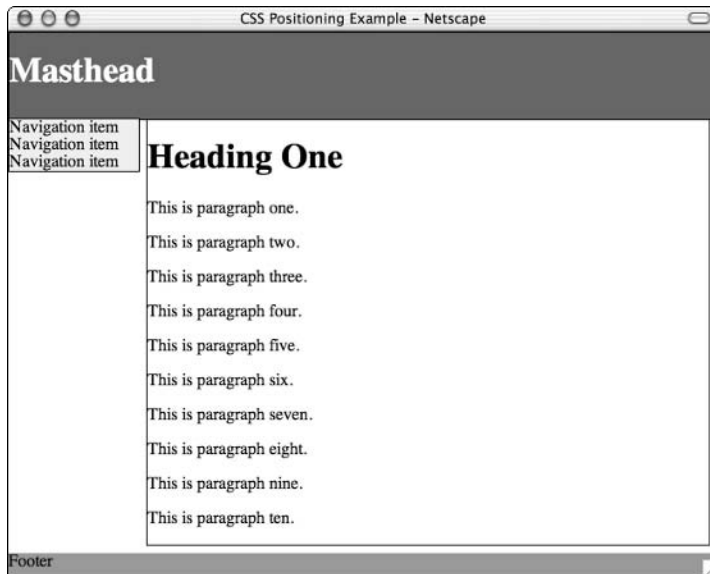 CSS Positioning Example – Netscape
Masthead
Navigation item
Navigation item
Navigation item
Heading One
This is paragraph one.
This is paragraph two.
This is paragraph three.
This is paragraph four.
This is paragraph five.
This is paragraph six.
This is paragraph seven.
This is paragraph eight.
This is paragraph nine.
This is paragraph ten.
Footer